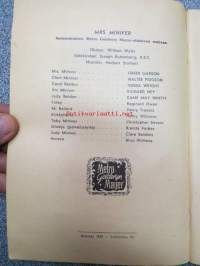 MRS MINIVER
Ohjaus: William Wyler
Mrs. Miniver GREER GARSON
Clem Miniver WALTER PIDGEON
Carol Beldon TERESA WRIGHT
Vin Miniver RICHARD NEY
Lady Beldon DAME MAY WHITTY
Foley Reginald Owen
Mr. Ballard Henry Travers
Henry Wilcoxon
Toby Miniver Christopher Severn
Gladys Brenda Forbes
Judy Miniver Clare Sandars
Horace Rhys Williams
Metro
Goldwyn
Mayer